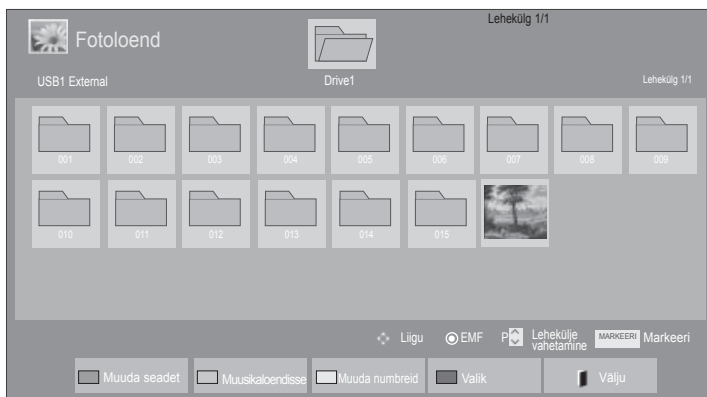 Lehekülg 1/1
Fotoloend
USB1 External
Drive1
Lehekülg 1/1
001 002 003 004 005 006 007 008 009
010 011 012 013 014 015
Liigu EMF P Lehekülje vahetamine MARKEERI Markeeri
Muuda seadet Muusikaloendisse Muuda numbreid Valik Välju